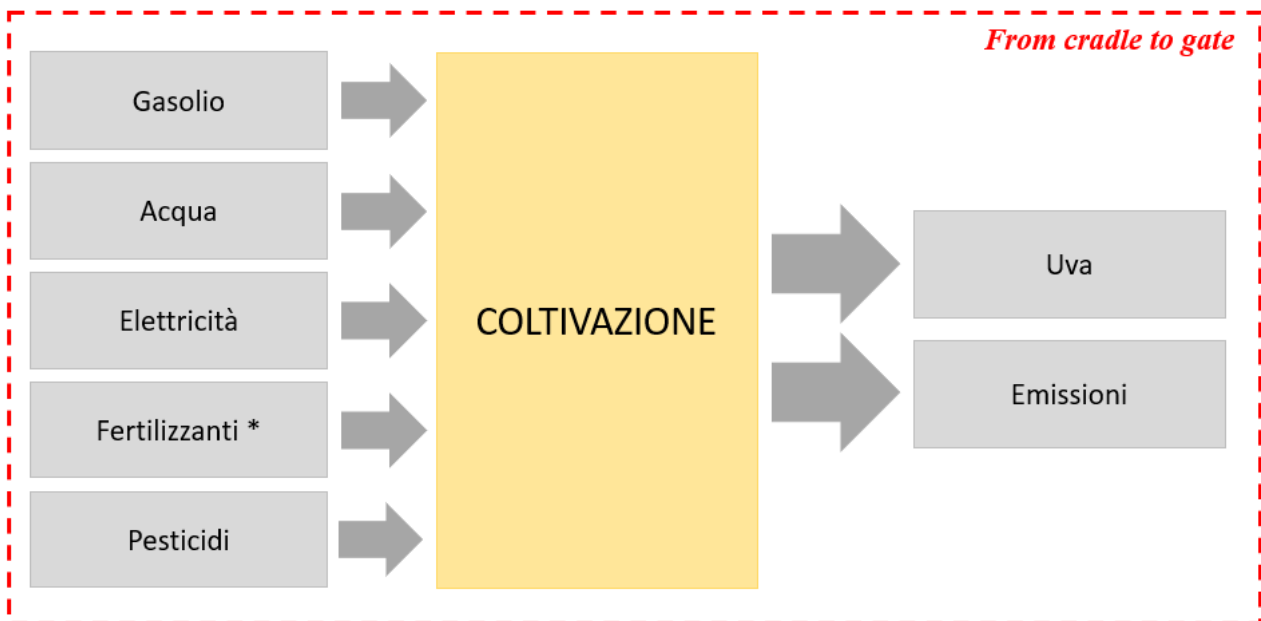 From cradle to gate
Gasolio
Acqua
Elettricità
Fertilizzanti *
Pesticidi
COLTIVAZIONE
Uva
Emissioni